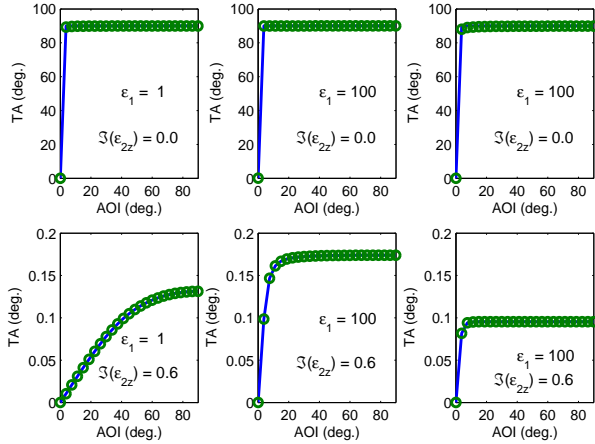 100
80
60
40
20
0
TA (deg.)
ε1 = 1
ℑ(ε2z) = 0.0
0 20 40 60 80
AOI (deg.)
100
80
60
40
20
0
TA (deg.)
ε1 = 100
ℑ(ε2z) = 0.0
0 20 40 60 80
AOI (deg.)
100
80
60
40
20
0
TA (deg.)
ε1 = 100
ℑ(ε2z) = 0.0
0 20 40 60 80
AOI (deg.)
0.2
0.15
0.1
0.05
0
TA (deg.)
ε1 = 1
ℑ(ε2z) = 0.6
0 20 40 60 80
AOI (deg.)
0.2
0.15
0.1
0.05
0
TA (deg.)
ε1 = 100
ℑ(ε2z) = 0.6
0 20 40 60 80
AOI (deg.)
0.2
0.15
0.1
0.05
0
TA (deg.)
ε1 = 100
ℑ(ε2z) = 0.6
0 20 40 60 80
AOI (deg.)